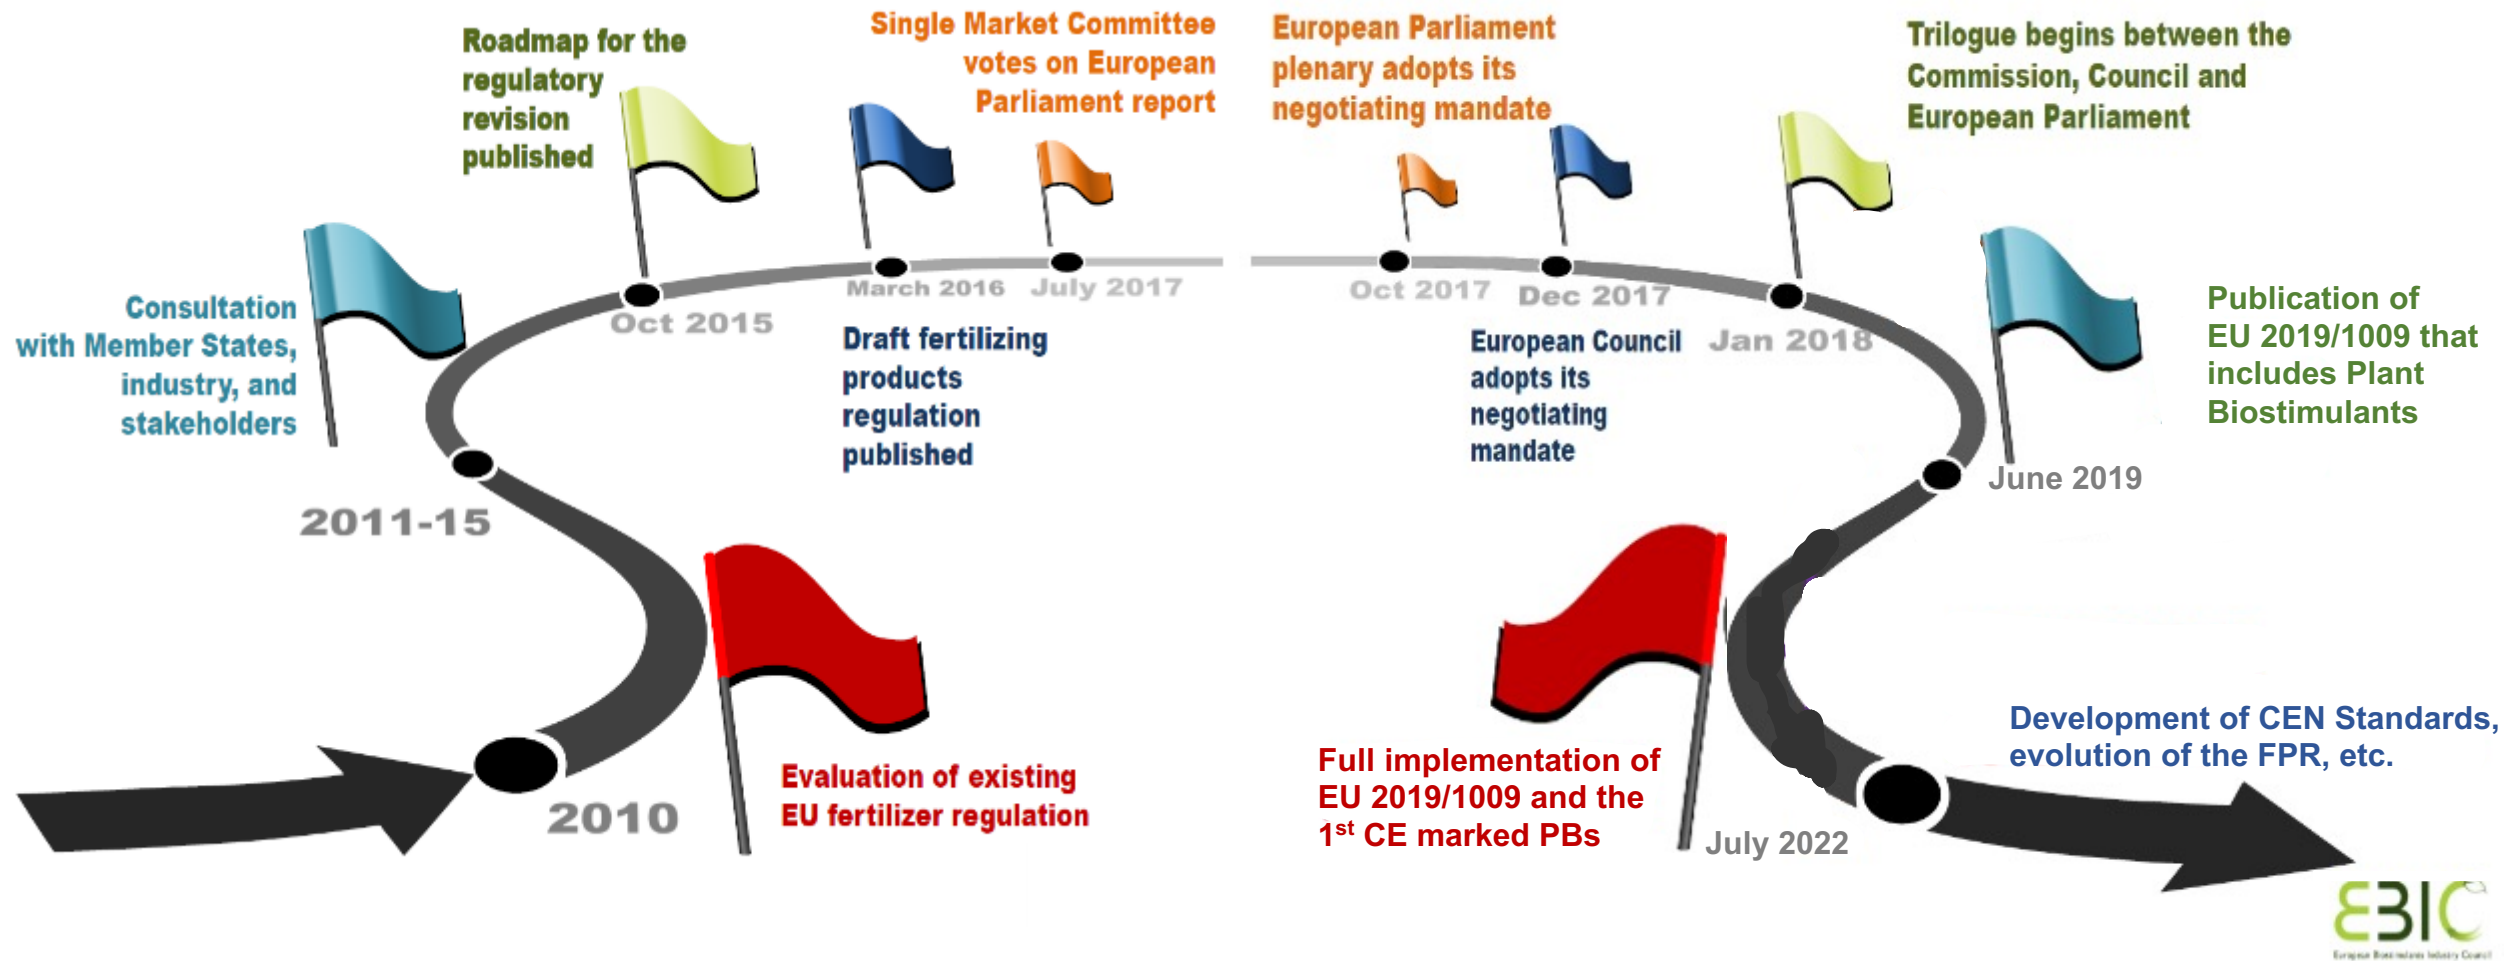 Evaluation of existing
EU fertilizer regulation
2010
Consultation
with Member States,
industry, and
stakeholders
2011-15
Roadmap for the
regulatory
revision
published
Oct 2015
March 2016
Draft fertilizing
products
regulation
published
Single Market Committee
votes on European
Parliament report
July 2017
European Parliament
plenary adopts its
negotiating mandate
Oct 2017
Dec 2017
European Council
adopts its
negotiating
mandate
Trilogue begins between the
Commission, Council and
European Parliament
Jan 2018
Publication of
EU 2019/1009 that
includes Plant
Biostimulants
June 2019
Full implementation of
EU 2019/1009 and the
1st CE marked PBs
July 2022
Development of CEN Standards,
evolution of the FPR, etc.
EBIC
European Biostimulants Industry Council